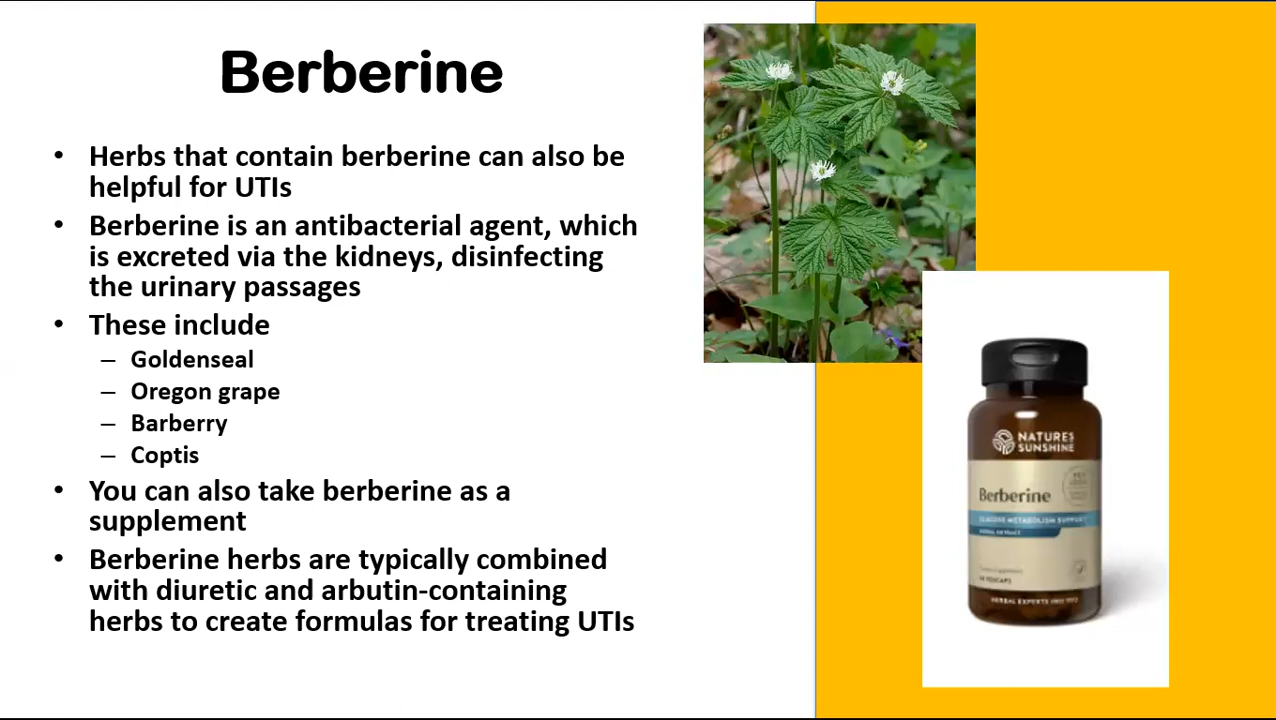 Berberine
• Herbs that contain berberine can also be
helpful for UTIs
• Berberine is an antibacterial agent, which
is excreted via the kidneys, disinfecting
the urinary passages
• These include
– Goldenseal
– Oregon grape
– Barberry
– Coptis
• You can also take berberine as a
supplement
• Berberine herbs are typically combined
with diuretic and arbutin-containing
herbs to create formulas for treating UTIs
NATURE'S
SUNSHINE
Berberine
GLUCOSE METABOLISM SUPPORT
HERBAL EXTRACT